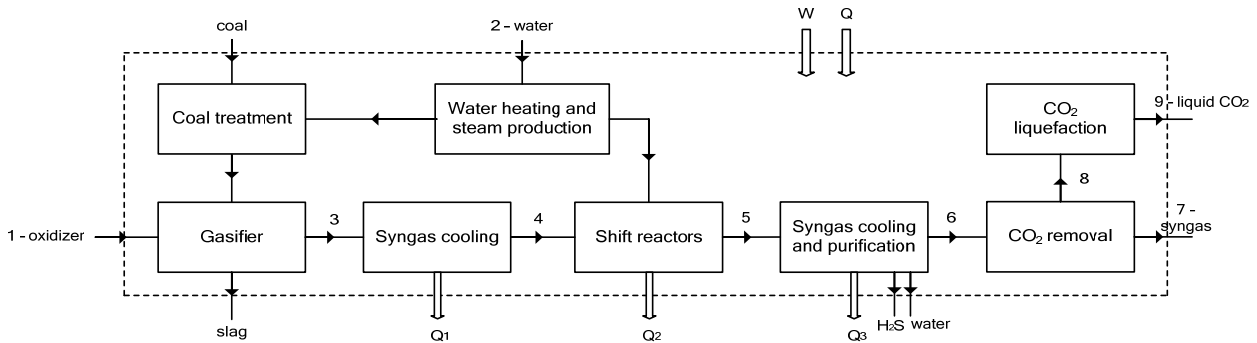 coal
2 - water
W
Q
Coal treatment
Water heating and
steam production
CO2
liquefaction
9 - liquid CO2
8
1 - oxidizer
Gasifier
3
Syngas cooling
4
Shift reactors
5
Syngas cooling
and purification
6
CO2 removal
7 -
syngas
slag
Q1
Q2
Q3
H2S
water